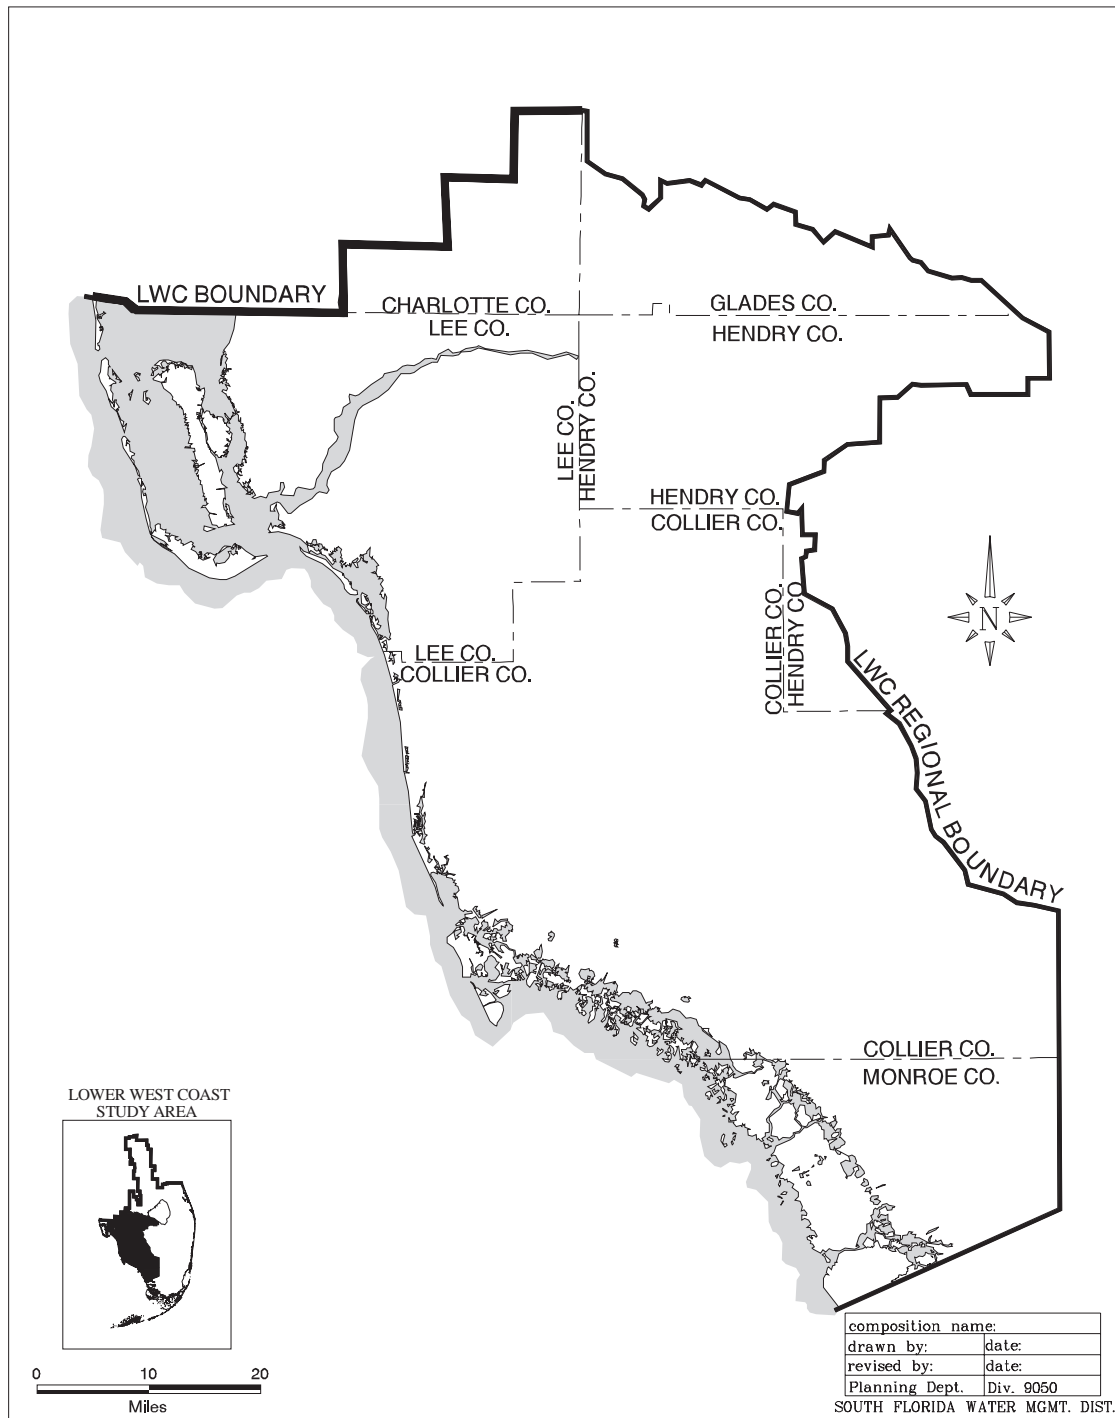 LWC BOUNDARY
CHARLOTTE CO.
LEE CO.
GLADES CO.
HENDRY CO.
LEE CO.
HENDRY CO.
HENDRY CO.
COLLIER CO.
COLLIER CO.
HENDRY CO.
N
LEE CO.
COLLIER CO.
LWC REGIONAL BOUNDARY
COLLIER CO.
MONROE CO.
LOWER WEST COAST
STUDY AREA
0 10 20
Miles
composition name:
drawn by: date:
revised by: date:
Planning Dept. Div. 9050
SOUTH FLORIDA WATER MGMT. DIST.